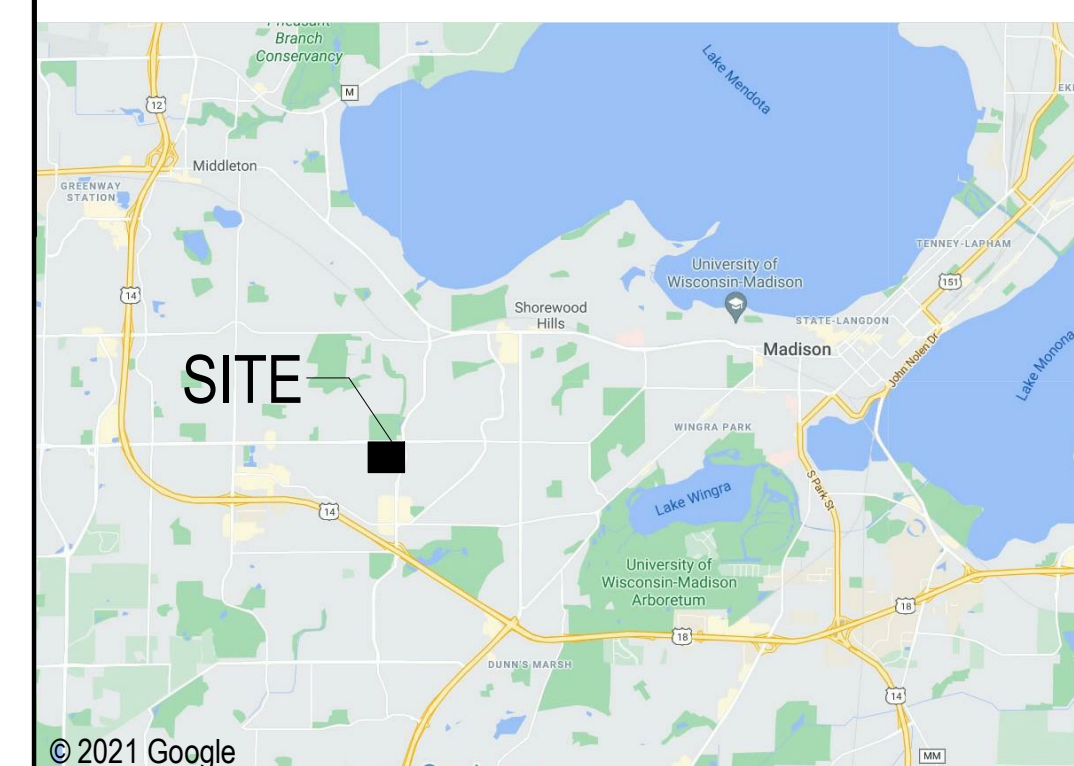 Pheasant
Branch
Conservancy
Lake Mendota
12
M
Middleton
GREENWAY
STATION
TENNEY-LAPHAM
University of
Wisconsin-Madison
151
14
Shorewood
Hills
STATE-LANGDON
Madison
John Nolen Dr
Lake Monona
SITE
WINGRA PARK
S Park St
Lake Wingra
14
University of
Wisconsin-Madison
Arboretum
18
18
DUNN'S MARSH
14
MM
© 2021 Google